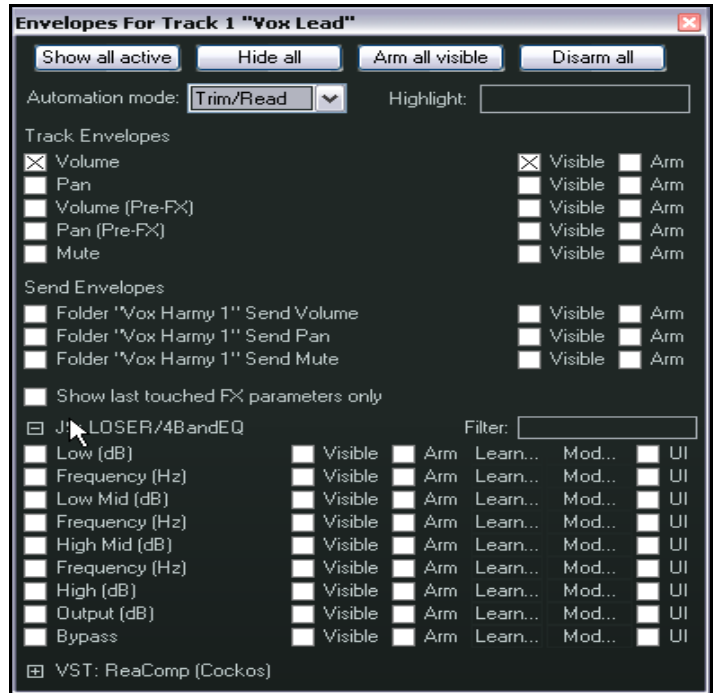 Envelopes For Track 1 "Vox Lead"
Show all active Hide all Arm all visible Disarm all
Automation mode: Trim/Read Highlight:
Track Envelopes
Volume Visible Arm
Pan Visible Arm
Volume (Pre-FX) Visible Arm
Pan (Pre-FX) Visible Arm
Mute Visible Arm
Send Envelopes
Folder "Vox Harmy 1" Send Volume Visible Arm
Folder "Vox Harmy 1" Send Pan Visible Arm
Folder "Vox Harmy 1" Send Mute Visible Arm
Show last touched FX parameters only
LOSER/4BandEQ Filter:
Low (dB) Visible Arm Learn... Mod... UI
Frequency (Hz) Visible Arm Learn... Mod... UI
Low Mid (dB) Visible Arm Learn... Mod... UI
Frequency (Hz) Visible Arm Learn... Mod... UI
High Mid (dB) Visible Arm Learn... Mod... UI
Frequency (Hz) Visible Arm Learn... Mod... UI
High (dB) Visible Arm Learn... Mod... UI
Output (dB) Visible Arm Learn... Mod... UI
Bypass Visible Arm Learn... Mod... UI
VST: ReaComp (Cockos)